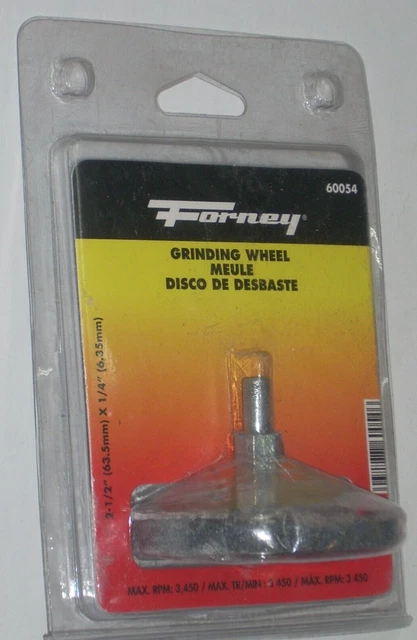 60054
Forney®
GRINDING WHEEL
MEULE
DISCO DE DESBASTE
2-1/2" (63.5mm) X 1/4" (6,35mm)
MAX. RPM: 3,450 / MAX. TR/MIN : 3 450 / MÁX. RPM: 3 450